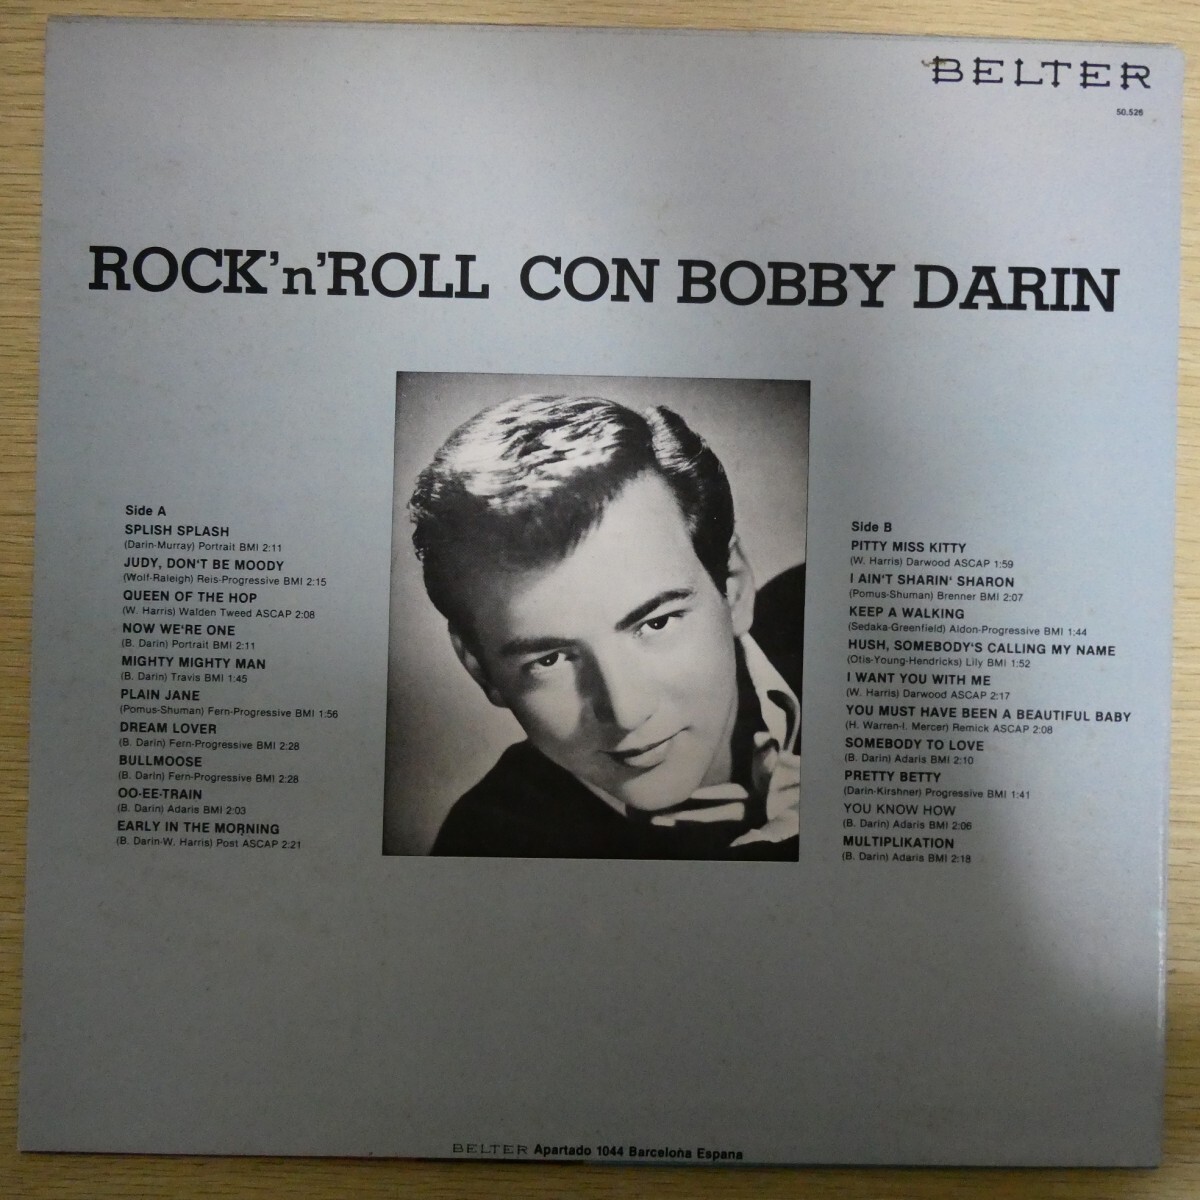 BELTER
50.526
ROCK'n'ROLL CON BOBBY DARIN
Side A
SPLISH SPLASH
(Darin-Murray) Portrait BMI 2:11
JUDY, DON'T BE MOODY
(Wolf-Raleigh) Reis-Progressive BMI 2:15
QUEEN OF THE HOP
(W. Harris) Walden Tweed ASCAP 2:08
NOW WE'RE ONE
(B. Darin) Portrait BMI 2:11
MIGHTY MIGHTY MAN
(B. Darin) Travis BMI 1:45
PLAIN JANE
(Pomus-Shuman) Fern-Progressive BMI 1:56
DREAM LOVER
(B. Darin) Fern-Progressive BMI 2:28
BULLMOOSE
(B. Darin) Fern-Progressive BMI 2:28
OO-EE-TRAIN
(B. Darin) Adaris BMI 2:03
EARLY IN THE MORNING
(B. Darin-W. Harris) Post ASCAP 2:21
Side B
PITTY MISS KITTY
(W. Harris) Darwood ASCAP 1:59
I AIN'T SHARIN' SHARON
(Pomus-Shuman) Brenner BMI 2:07
KEEP A WALKING
(Sedaka-Greenfield) Aldon-Progressive BMI 1:44
HUSH, SOMEBODY'S CALLING MY NAME
(Otis-Young-Hendricks) Lily BMI 1:52
I WANT YOU WITH ME
(W. Harris) Darwood ASCAP 2:17
YOU MUST HAVE BEEN A BEAUTIFUL BABY
(H. Warren-I. Mercer) Remick ASCAP 2:08
SOMEBODY TO LOVE
(B. Darin) Adaris BMI 2:10
PRETTY BETTY
(Darin-Kirshner) Progressive BMI 1:41
YOU KNOW HOW
(B. Darin) Adaris BMI 2:06
MULTIPLIKATION
(B. Darin) Adaris BMI 2:18
BELTER Apartado 1044 Barcelona Espana